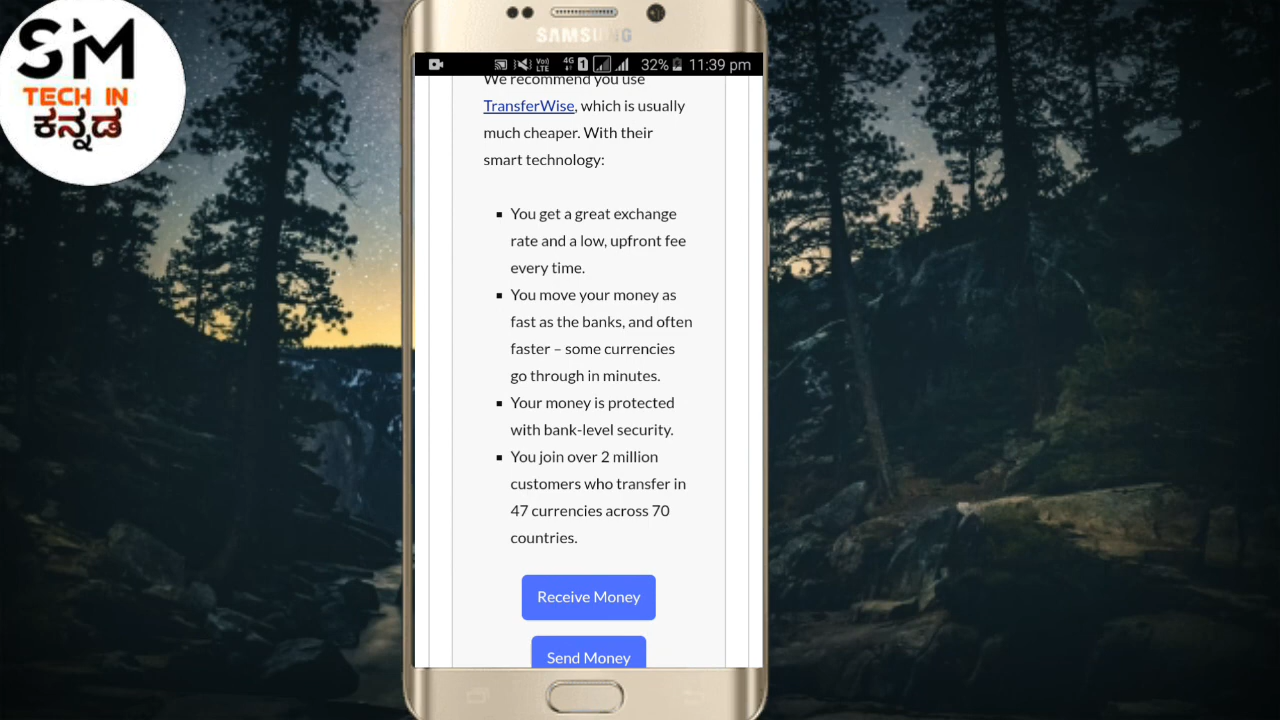 SM
TECH IN
ಕನ್ನಡ
SAMSUNG
VoLTE 4G 1 32% 11:39 pm
We recommend you use
TransferWise, which is usually
much cheaper. With their
smart technology:
You get a great exchange
rate and a low, upfront fee
every time.
You move your money as
fast as the banks, and often
faster – some currencies
go through in minutes.
Your money is protected
with bank-level security.
You join over 2 million
customers who transfer in
47 currencies across 70
countries.
Receive Money
Send Money